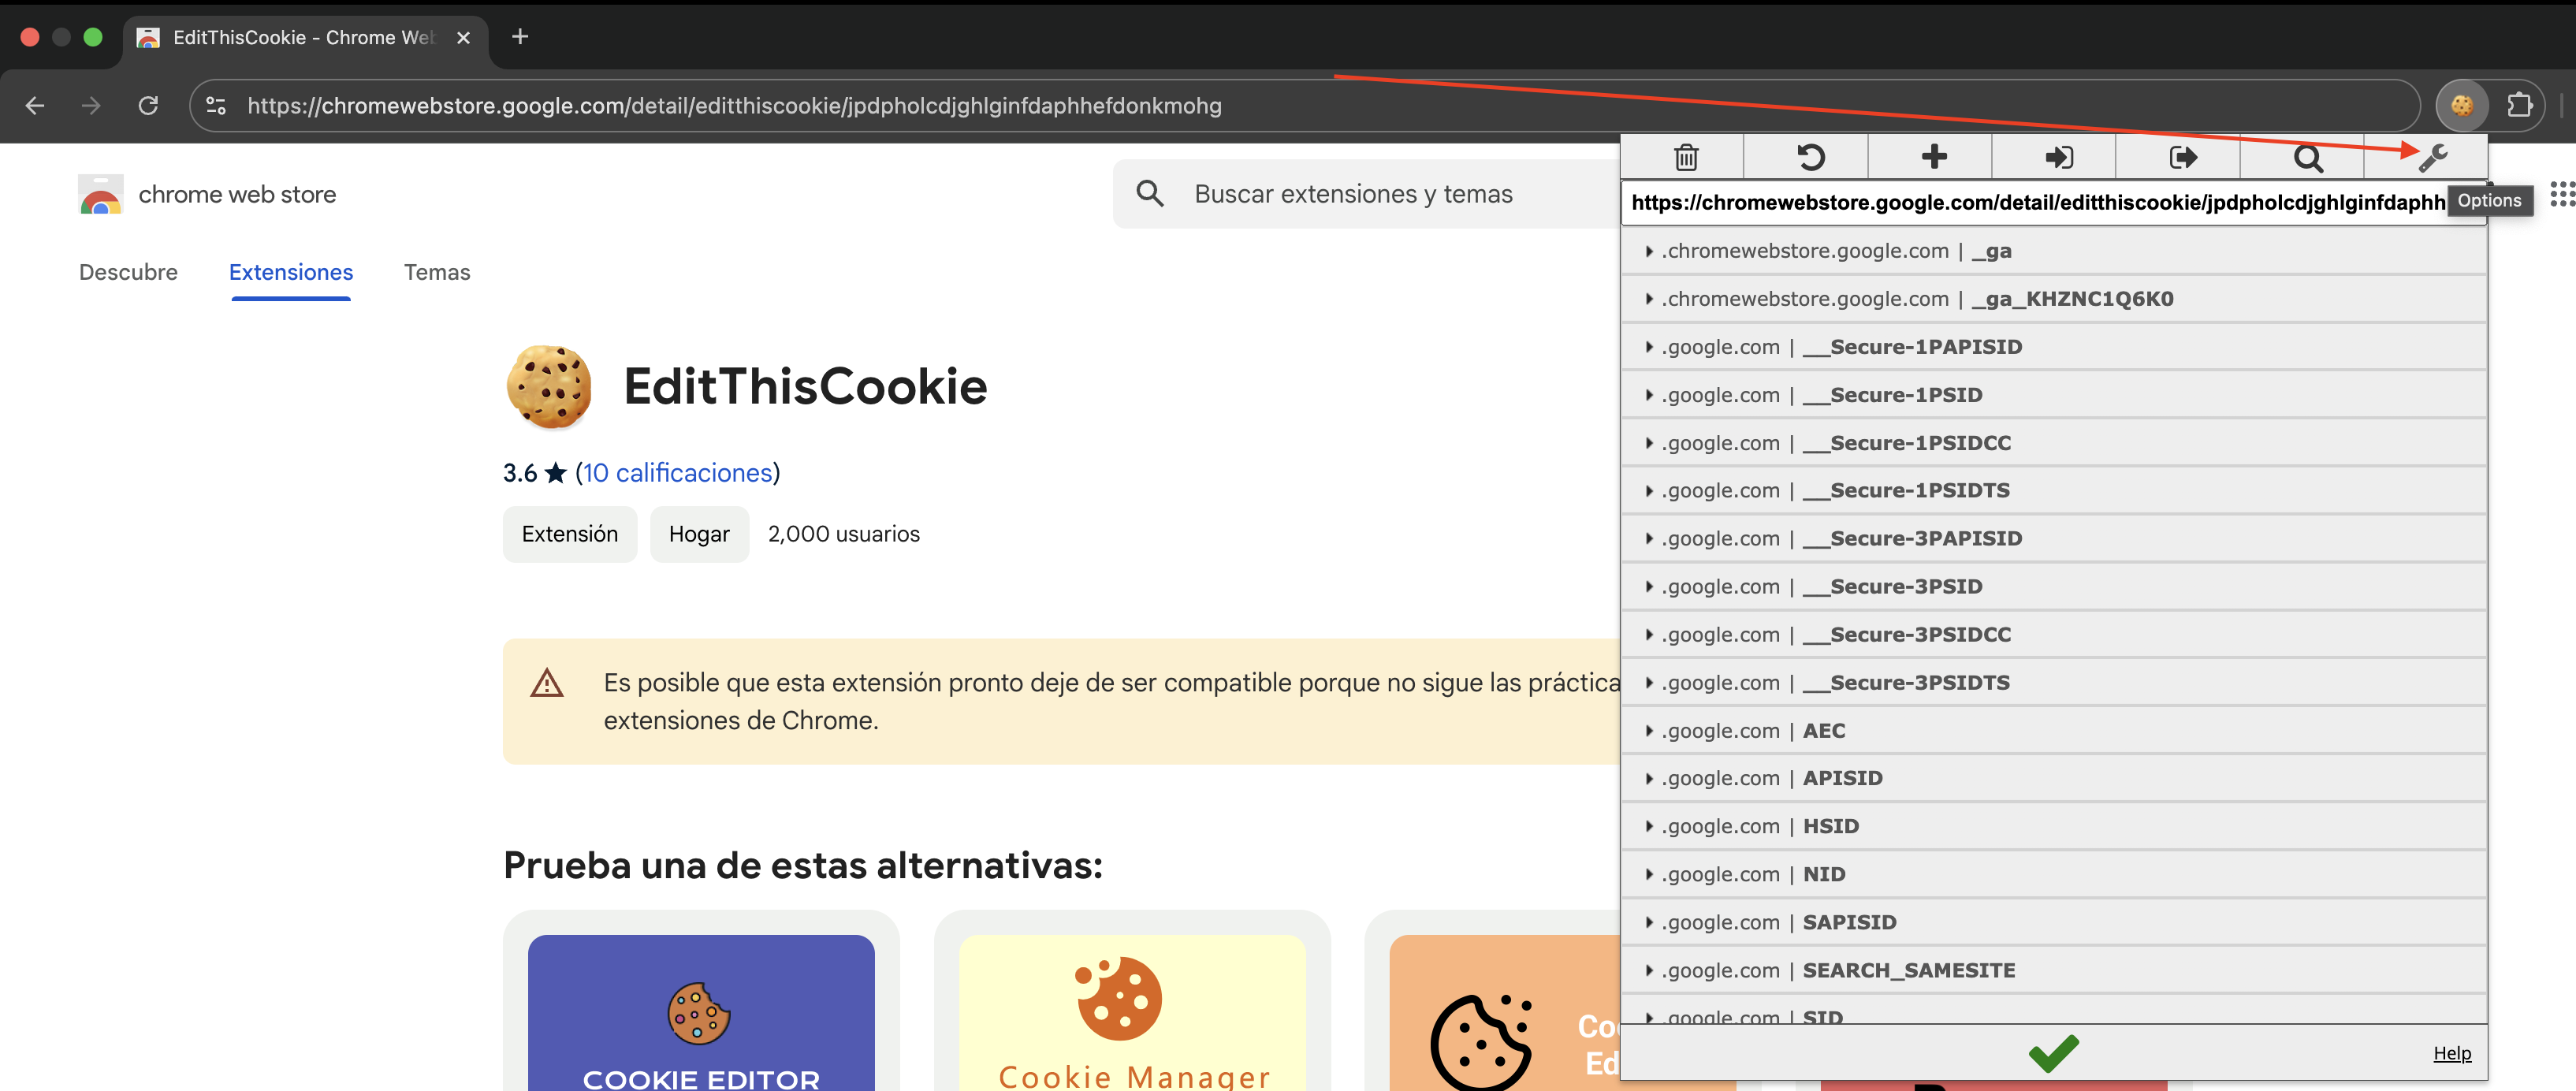 EditThisCookie - Chrome Web
https://chromewebstore.google.com/detail/editthiscookie/jpdpholcdjghlginfdaphhefdonkmohg
chrome web store
Buscar extensiones y temas
Descubre Extensiones Temas
EditThisCookie
3.6 ★ (10 calificaciones)
Extensión Hogar 2,000 usuarios
Es posible que esta extensión pronto deje de ser compatible porque no sigue las práctica
extensiones de Chrome.
Prueba una de estas alternativas:
COOKIE EDITOR
Cookie Manager
Coo
Ed
https://chromewebstore.google.com/detail/editthiscookie/jpdpholcdjghlginfdaphh
Options
.chromewebstore.google.com | _ga
.chromewebstore.google.com | _ga_KHZNC1Q6K0
.google.com | __Secure-1PAPISID
.google.com | __Secure-1PSID
.google.com | __Secure-1PSIDCC
.google.com | __Secure-1PSIDTS
.google.com | __Secure-3PAPISID
.google.com | __Secure-3PSID
.google.com | __Secure-3PSIDCC
.google.com | __Secure-3PSIDTS
.google.com | AEC
.google.com | APISID
.google.com | HSID
.google.com | NID
.google.com | SAPISID
.google.com | SEARCH_SAMESITE
.google.com | SID
Help